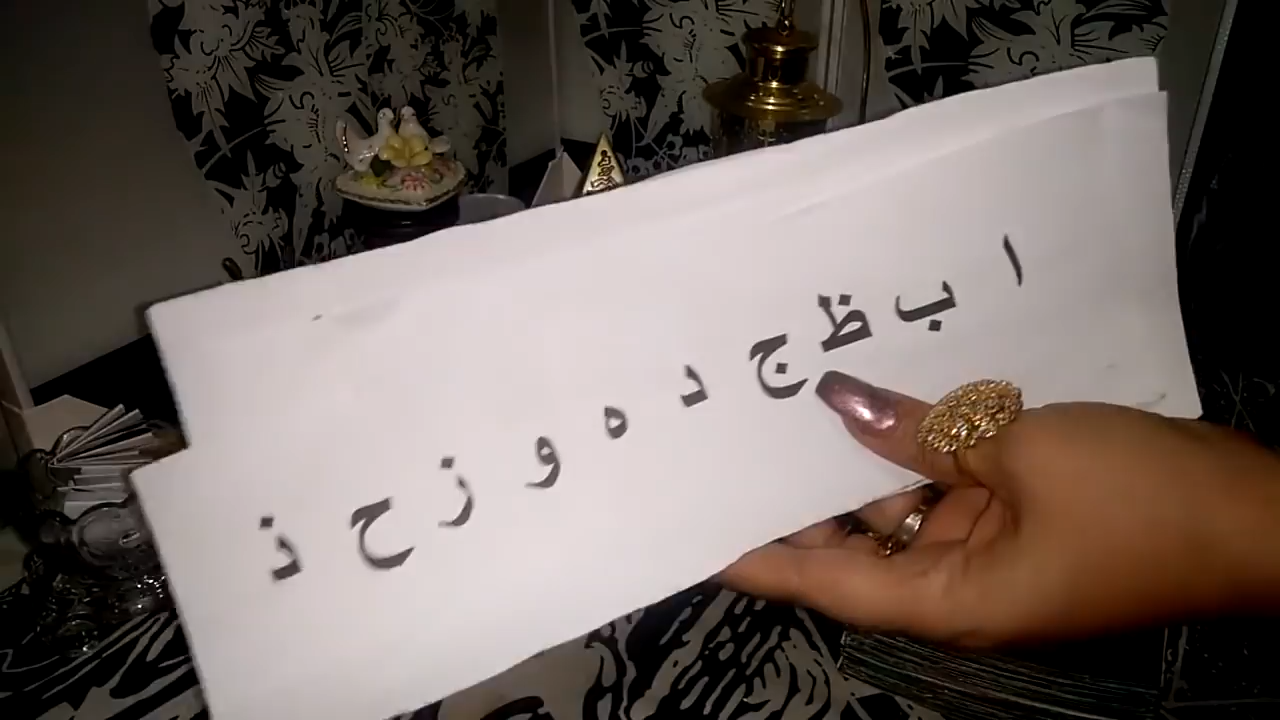 ا ب ظ ج د ه و ز ح ذ